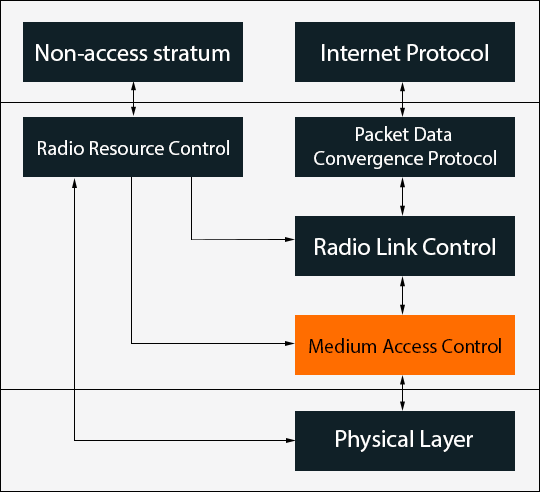 Non-access stratum
Internet Protocol
Radio Resource Control
Packet Data
Convergence Protocol
Radio Link Control
Medium Access Control
Physical Layer